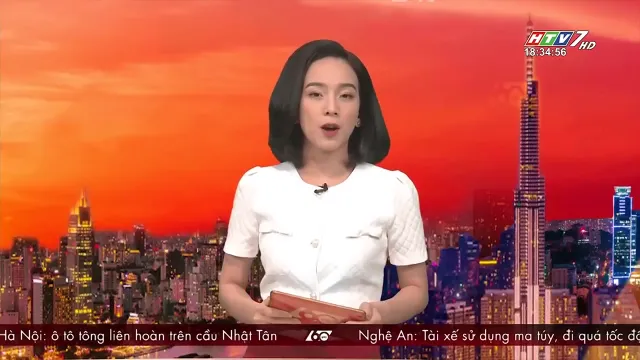 HTV7 HD
18:34:56
Hà Nội: ô tô tông liên hoàn trên cầu Nhật Tân 60 Nghệ An: Tài xế sử dụng ma túy, đi quá tốc